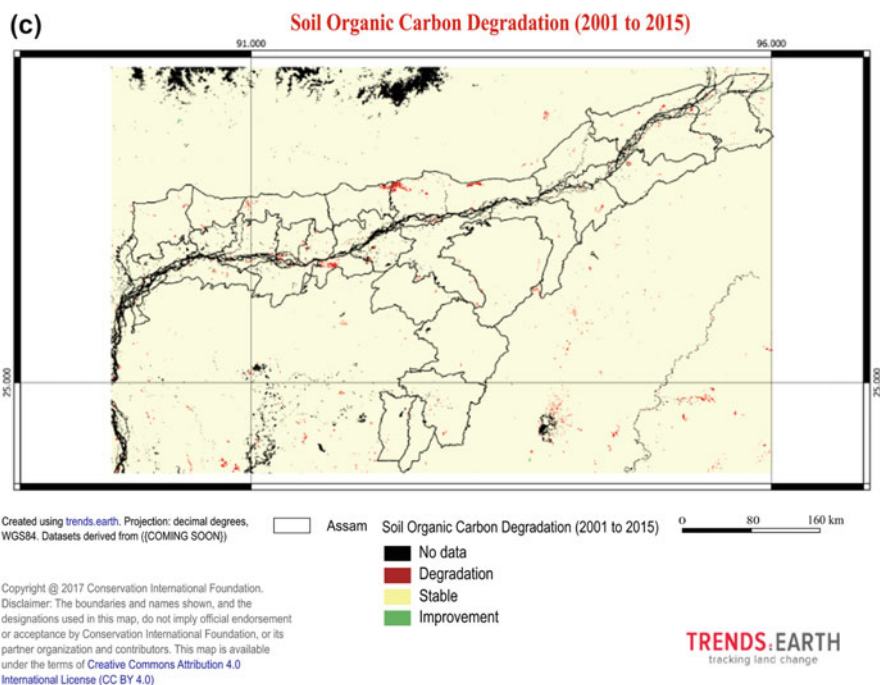 (c)
Soil Organic Carbon Degradation (2001 to 2015)
91.000
96.000
25.000
25.000
Created using trends.earth. Projection: decimal degrees,
WGS84. Datasets derived from ({COMING SOON})
Assam
Soil Organic Carbon Degradation (2001 to 2015)
No data
Degradation
Stable
Improvement
0 80 160 km
Copyright @ 2017 Conservation International Foundation.
Disclaimer: The boundaries and names shown, and the
designations used in this map, do not imply official endorsement
or acceptance by Conservation International Foundation, or its
partner organization and contributors. This map is available
under the terms of Creative Commons Attribution 4.0
International License (CC BY 4.0)
TRENDS.EARTH
tracking land change